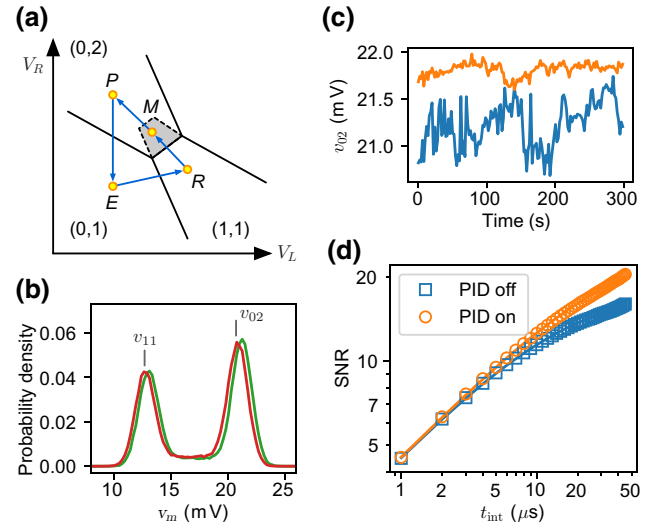 (a)
V_R
(0,2)
P
M
E
R
(0,1)
(1,1)
V_L
(b)
Probability density
0.06
0.04
0.02
0.00
v_11
v_02
10
15
20
25
v_m (mV)
(c)
v_02 (mV)
22.0
21.5
21.0
0
100
200
300
Time (s)
(d)
SNR
20
10
7
5
PID off
PID on
1
2
4
10
20
50
t_int (μs)